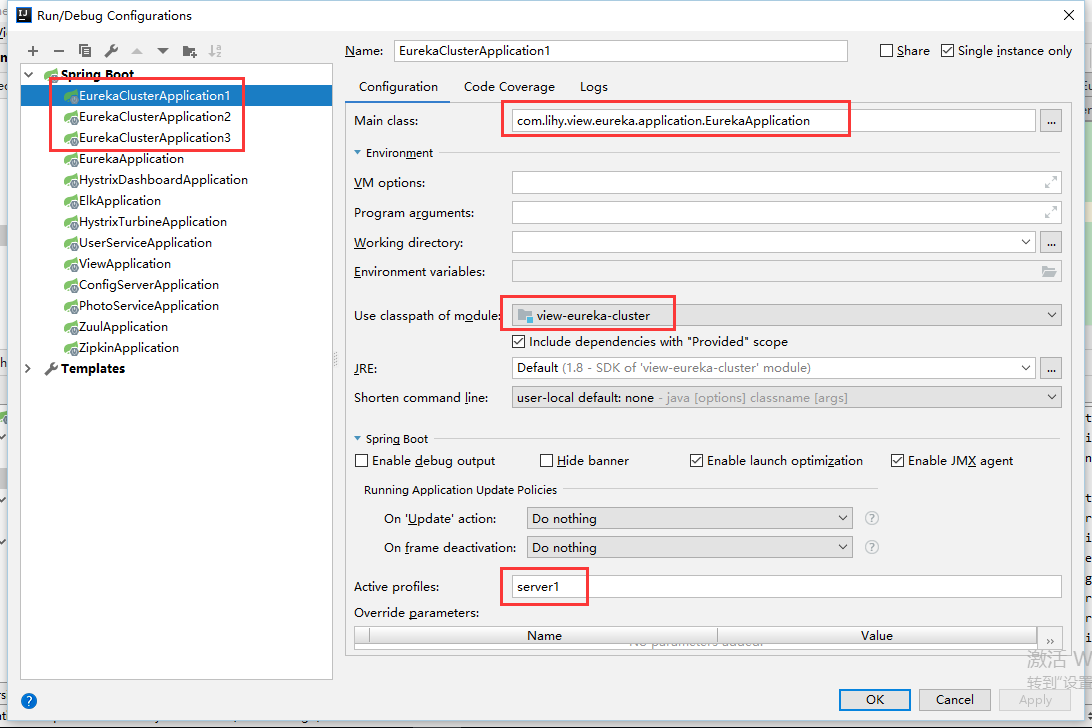 Run/Debug Configurations
Name: EurekaClusterApplication1 Share Single instance only
Spring Boot
EurekaClusterApplication1
EurekaClusterApplication2
EurekaClusterApplication3
EurekaApplication
HystrixDashboardApplication
ElkApplication
HystrixTurbineApplication
UserServiceApplication
ViewApplication
ConfigServerApplication
PhotoServiceApplication
ZuulApplication
ZipkinApplication
Templates
Configuration Code Coverage Logs
Main class: com.lihy.view.eureka.application.EurekaApplication ...
Environment
VM options:
Program arguments:
Working directory: ...
Environment variables:
Use classpath of module: view-eureka-cluster
Include dependencies with "Provided" scope
JRE: Default (1.8 - SDK of 'view-eureka-cluster' module) ...
Shorten command line: user-local default: none - java [options] classname [args]
Spring Boot
Enable debug output Hide banner Enable launch optimization Enable JMX agent
Running Application Update Policies
On 'Update' action: Do nothing ?
On frame deactivation: Do nothing ?
Active profiles: server1
Override parameters:
Name Value »
No parameters added.
激活 W
转到"设置
? OK Cancel Apply